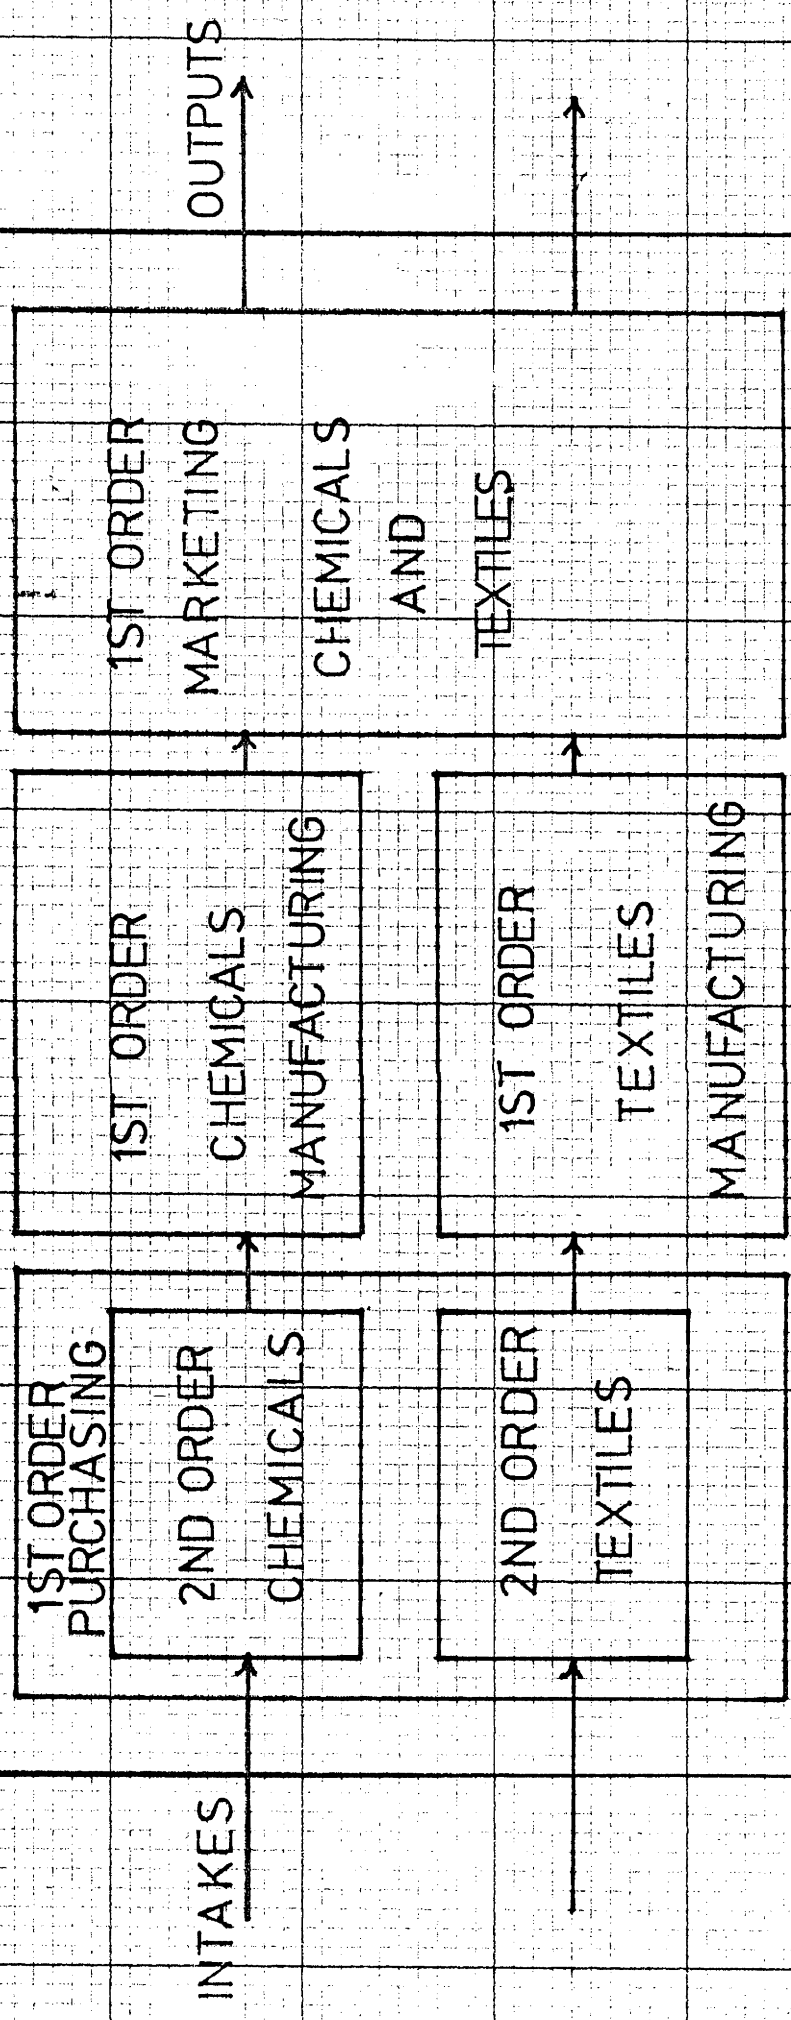 INTAKES
1ST ORDER
PURCHASING
2ND ORDER
CHEMICALS
2ND ORDER
TEXTILES
1ST ORDER
CHEMICALS
MANUFACTURING
1ST ORDER
TEXTILES
MANUFACTURING
1ST ORDER
MARKETING
CHEMICALS
AND
TEXTILES
OUTPUTS